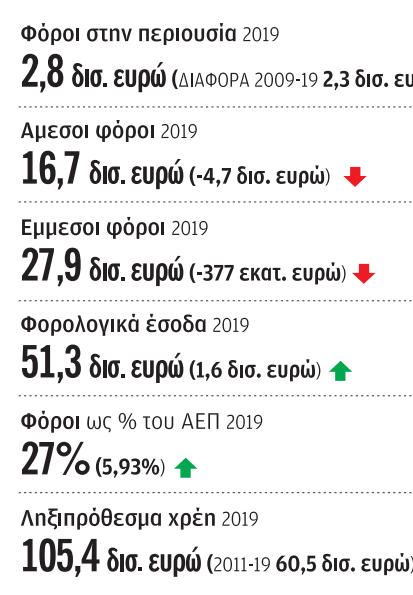 Φόροι στην περιουσία 2019
2,8 δισ. ευρώ (ΔΙΑΦΟΡΑ 2009-19 2,3 δισ. ευ
Αμεσοι φόροι 2019
16,7 δισ. ευρώ (-4,7 δισ. ευρώ)
Εμμεσοι φόροι 2019
27,9 δισ. ευρώ (-377 εκατ. ευρώ)
Φορολογικά έσοδα 2019
51,3 δισ. ευρώ (1,6 δισ. ευρώ)
Φόροι ως % του ΑΕΠ 2019
27% (5,93%)
Ληξιπρόθεσμα χρέη 2019
105,4 δισ. ευρώ (2011-19 60,5 δισ. ευρώ)